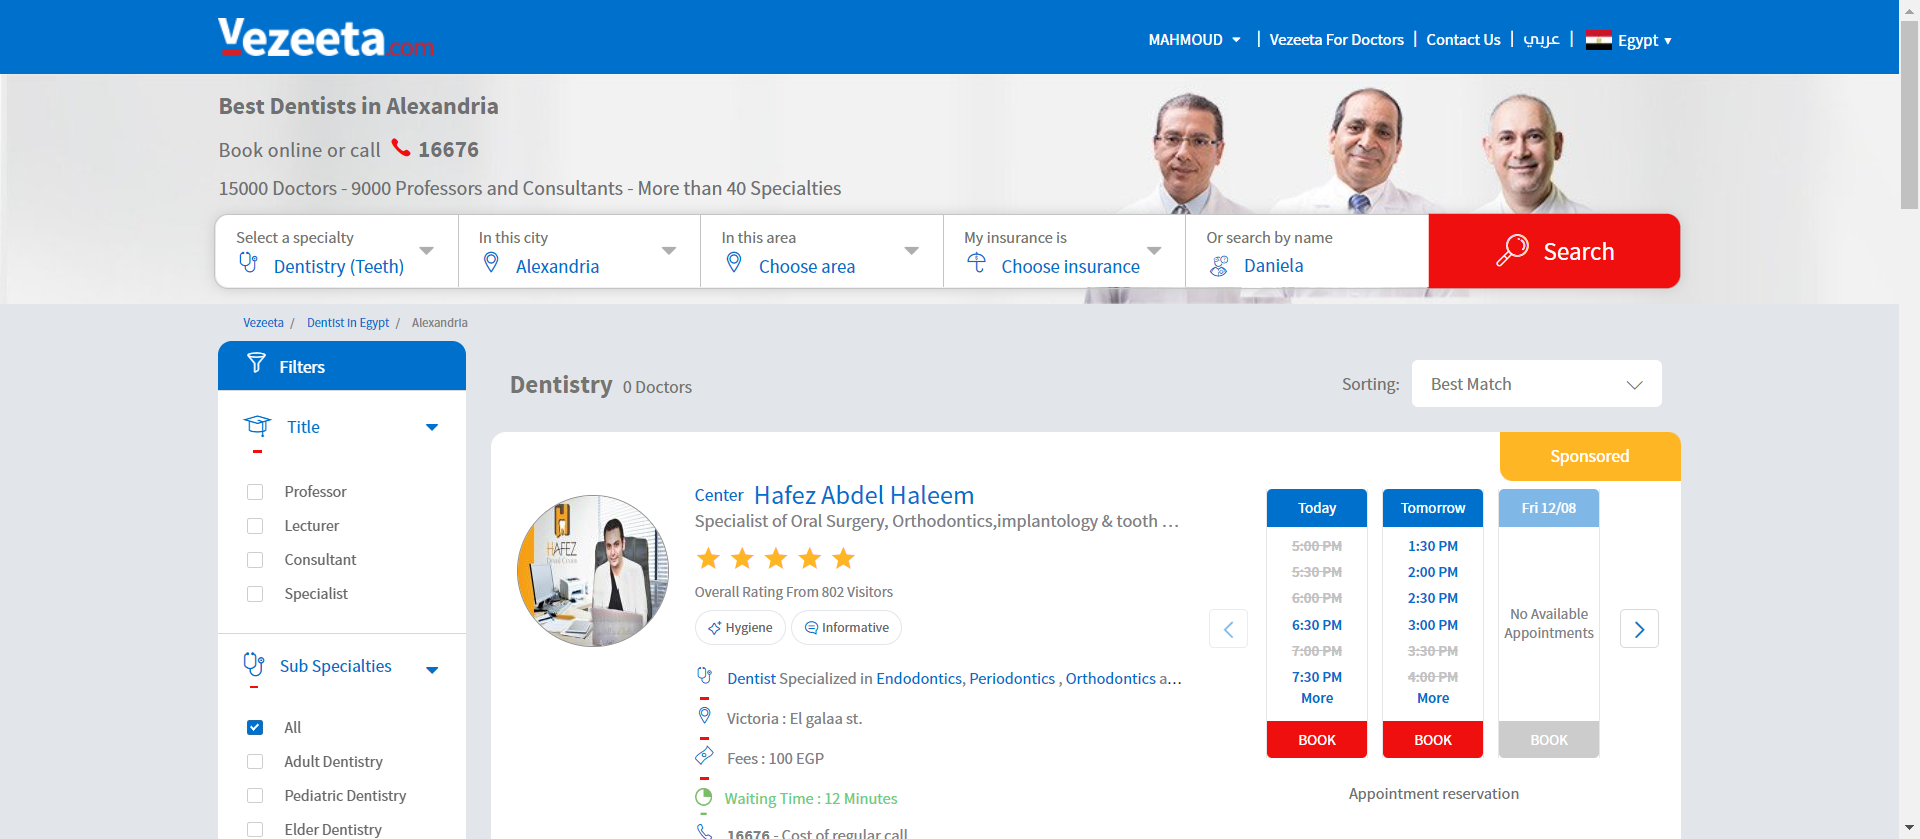 Vezeeta.com
MAHMOUD
Vezeeta For Doctors
Contact Us
عربي
Egypt
Best Dentists in Alexandria
Book online or call 16676
15000 Doctors - 9000 Professors and Consultants - More than 40 Specialties
Select a specialty
Dentistry (Teeth)
In this city
Alexandria
In this area
Choose area
My insurance is
Choose insurance
Or search by name
Daniela
Search
Vezeeta / Dentist in Egypt / Alexandria
Filters
Title
Professor
Lecturer
Consultant
Specialist
Sub Specialties
All
Adult Dentistry
Pediatric Dentistry
Elder Dentistry
Dentistry 0 Doctors
Sorting: Best Match
Sponsored
HAFEZ
Center Hafez Abdel Haleem
Specialist of Oral Surgery, Orthodontics,implantology & tooth …
Overall Rating From 802 Visitors
Hygiene
Informative
Dentist Specialized in Endodontics, Periodontics , Orthodontics a...
Victoria : El galaa st.
Fees : 100 EGP
Waiting Time : 12 Minutes
16676 - Cost of regular call
Today
5:00 PM
5:30 PM
6:00 PM
6:30 PM
7:00 PM
7:30 PM
More
BOOK
Tomorrow
1:30 PM
2:00 PM
2:30 PM
3:00 PM
3:30 PM
4:00 PM
More
BOOK
Fri 12/08
No Available
Appointments
BOOK
Appointment reservation